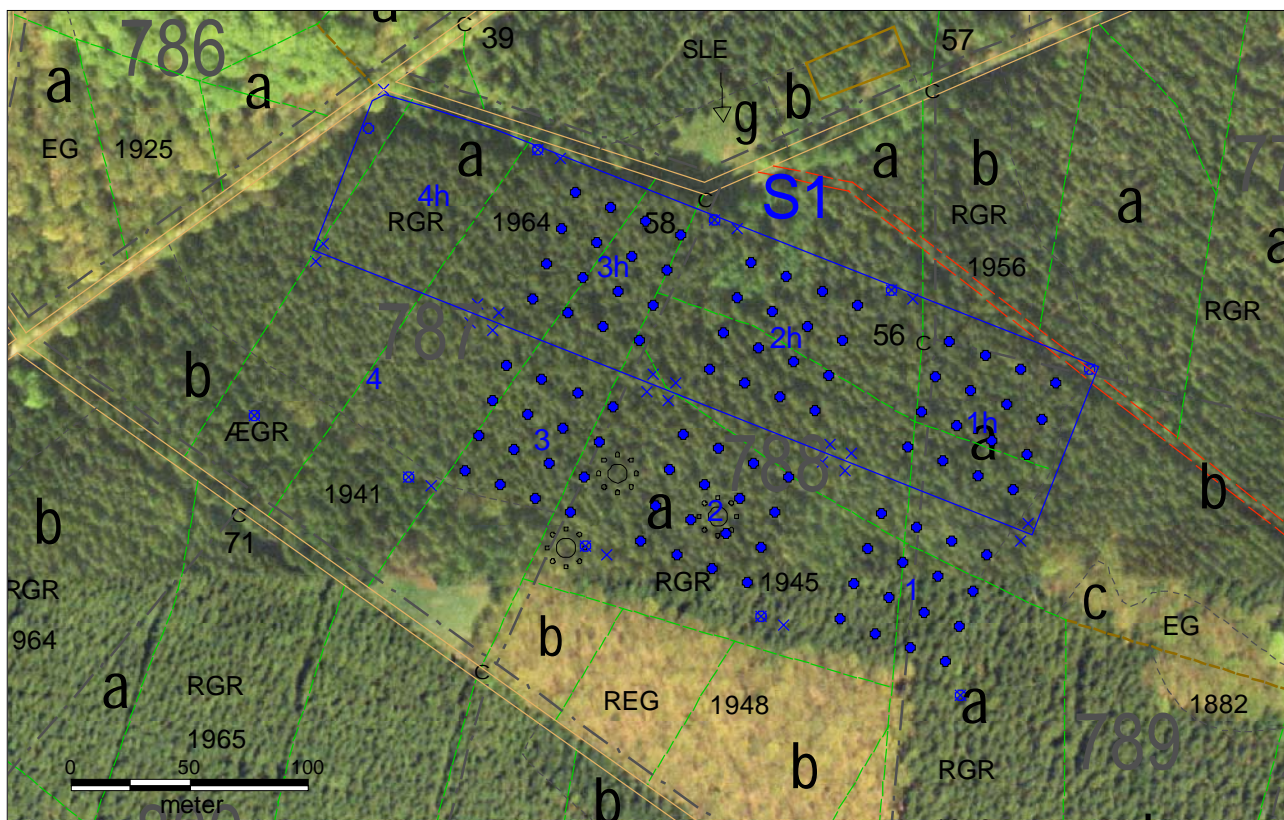 786
a
39
57
SLE
a
a
b
g
EG
1925
a
a
b
RGR
a
S1
4h
RGR
1964
58
3h
1956
a
RGR
787
2h
56
b
4
1h
a
ÆGR
3
788
b
1941
a
2
b
71
RGR
1945
1
RGR
964
b
c
EG
a
RGR
REG
1948
a
1882
1965
789
b
RGR
0 50 100
meter
b